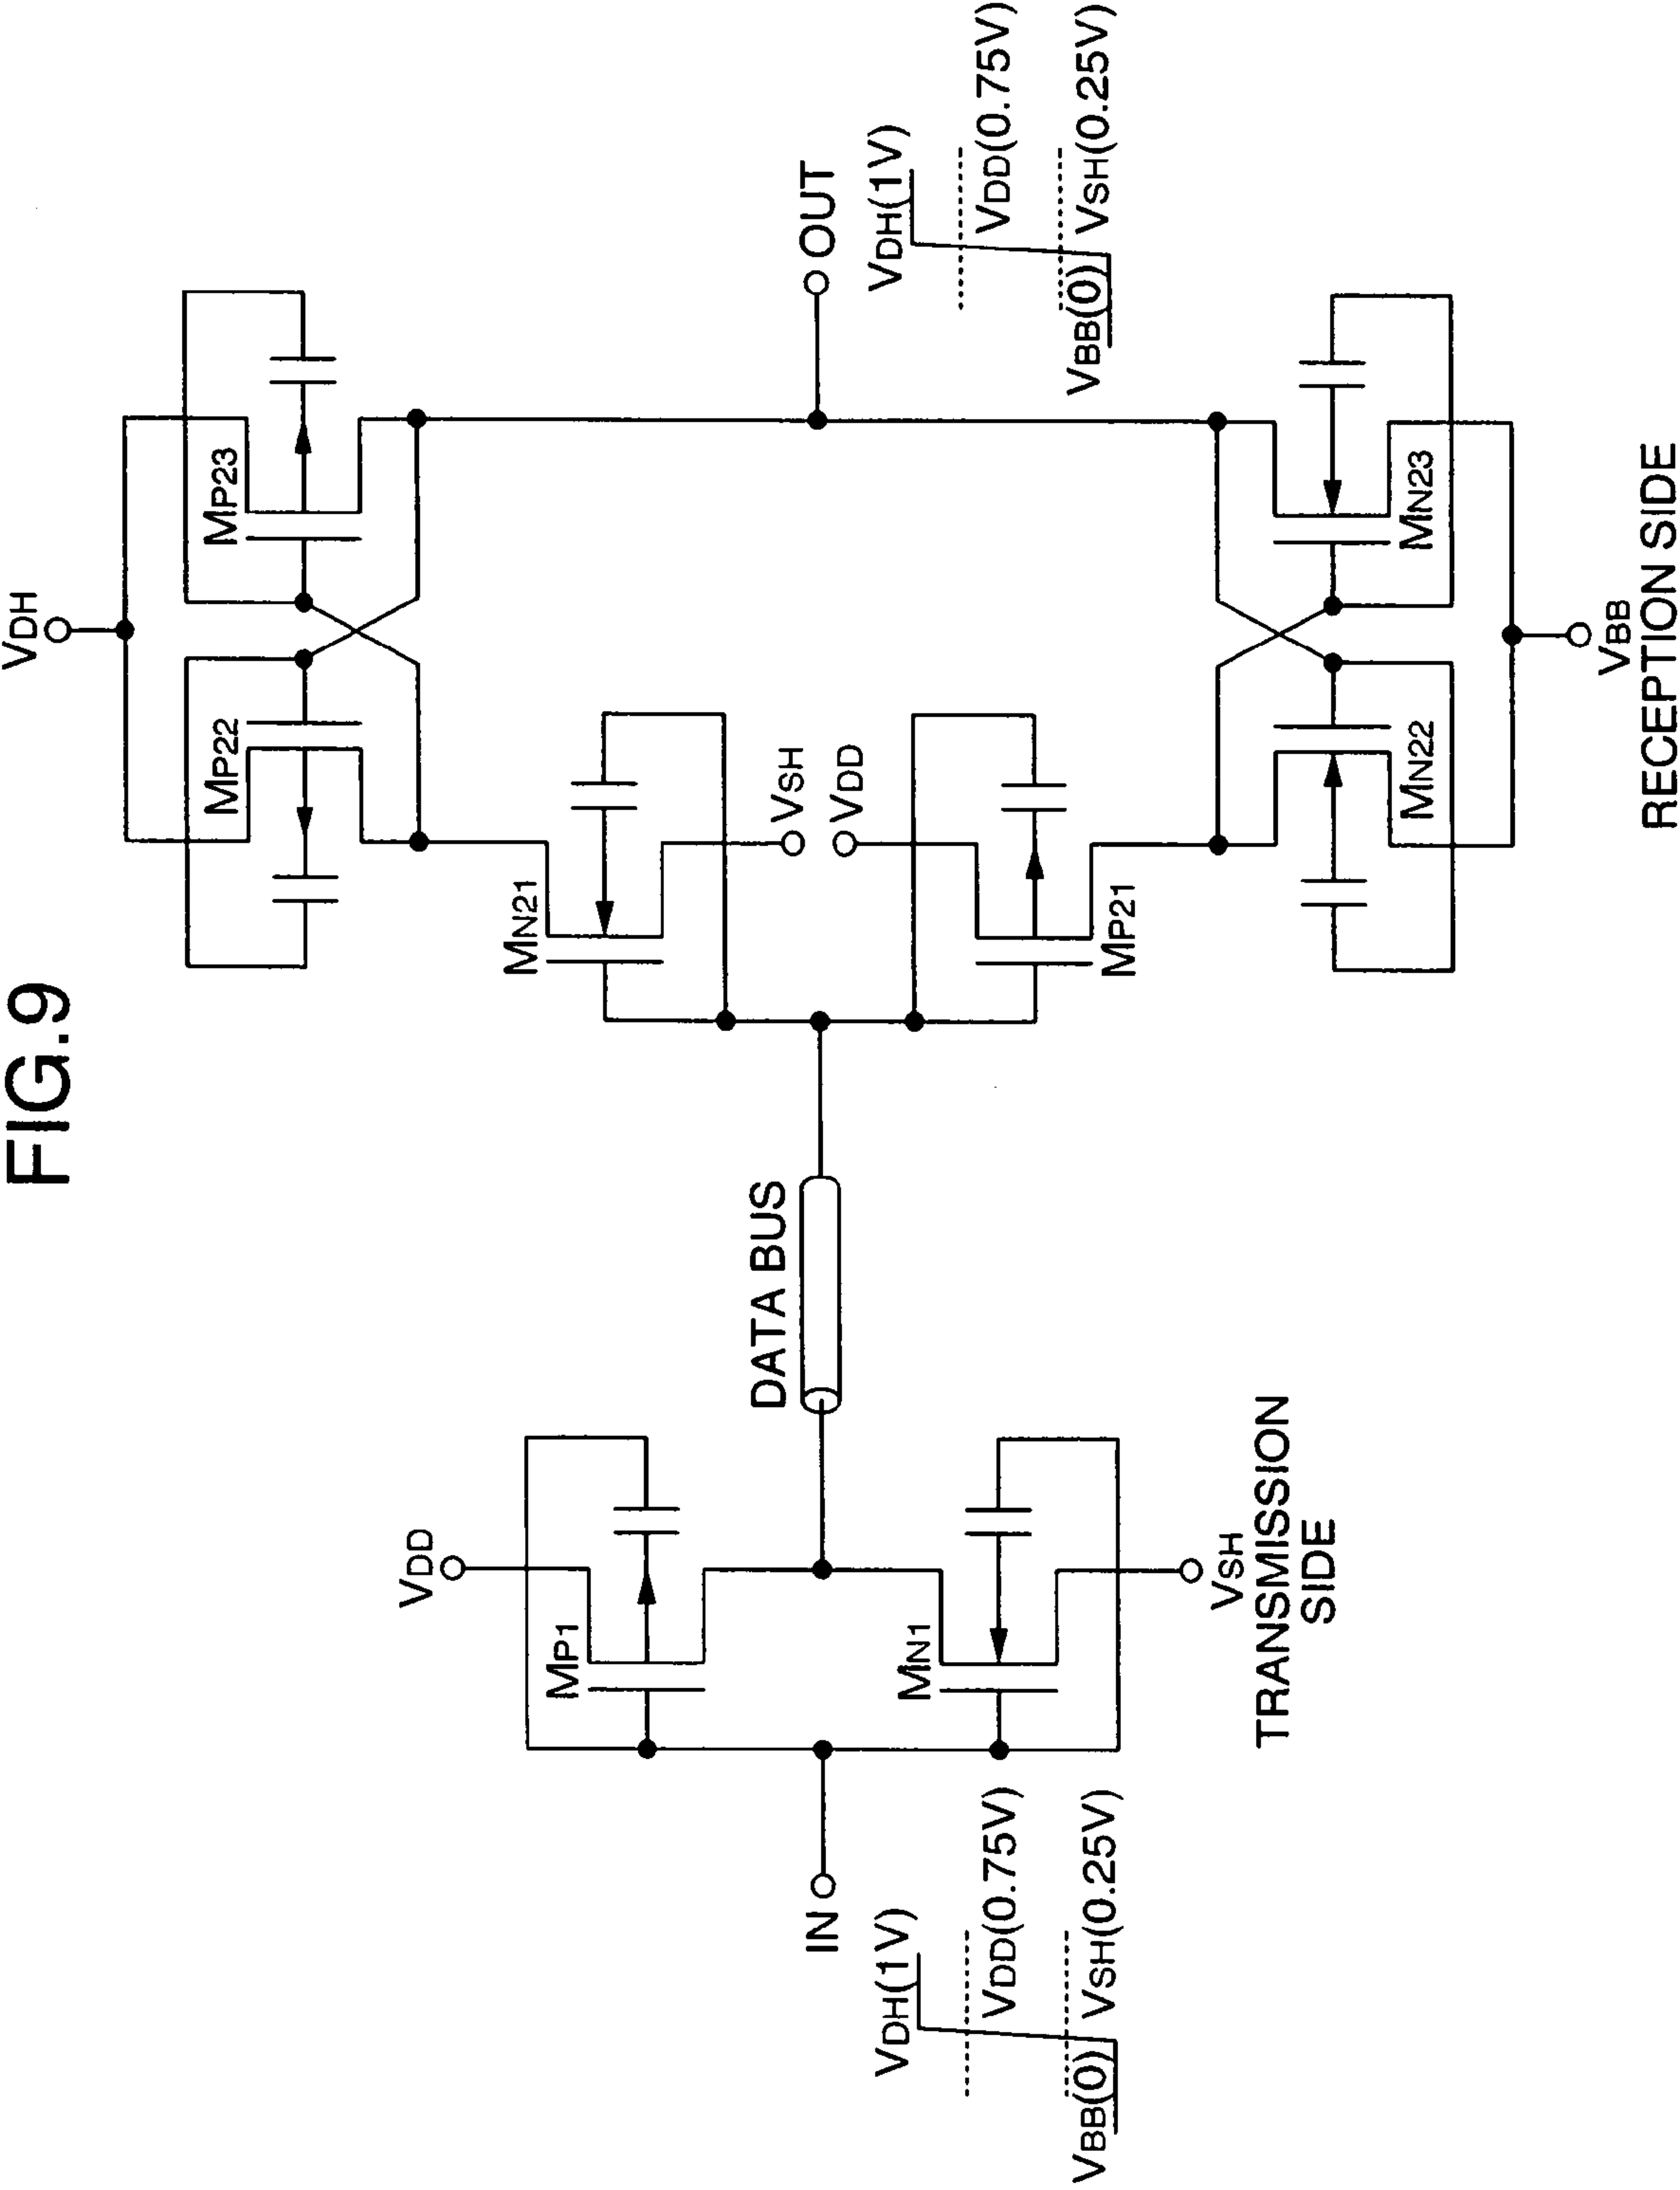 FIG.9
VDH
MP22
MP23
VDD
MP1
MN21
VSH
OUT
IN
DATA BUS
VDD
VDH(1V)
VDD(0.75V)
VSH(0.25V)
VBB(0)
VDH(1V)
VDD(0.75V)
VSH(0.25V)
VBB(0)
MN1
MP21
VSH
MN22
MN23
TRANSMISSION
SIDE
VBB
RECEPTION SIDE